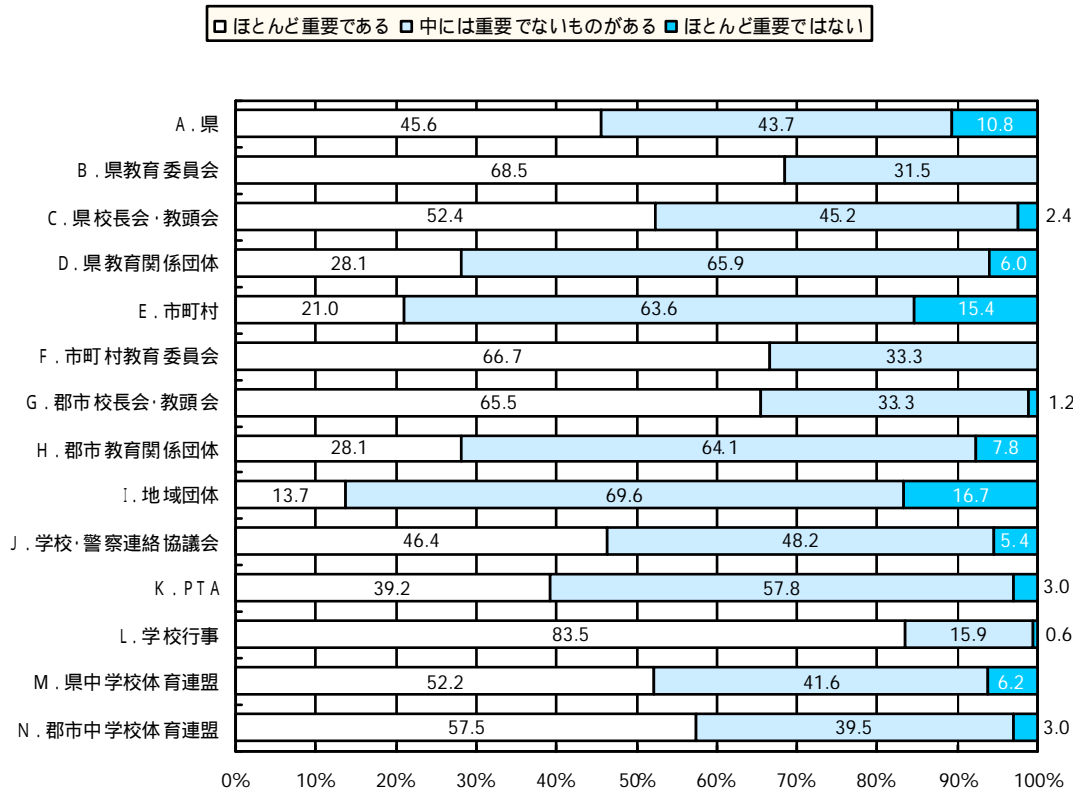 ほとんど重要である 中には重要でないものがある ほとんど重要ではない
A．県 45.6 43.7 10.8
B．県教育委員会 68.5 31.5
C．県校長会・教頭会 52.4 45.2 2.4
D．県教育関係団体 28.1 65.9 6.0
E．市町村 21.0 63.6 15.4
F．市町村教育委員会 66.7 33.3
G．郡市校長会・教頭会 65.5 33.3 1.2
H．郡市教育関係団体 28.1 64.1 7.8
I．地域団体 13.7 69.6 16.7
J．学校・警察連絡協議会 46.4 48.2 5.4
K．PTA 39.2 57.8 3.0
L．学校行事 83.5 15.9 0.6
M．県中学校体育連盟 52.2 41.6 6.2
N．郡市中学校体育連盟 57.5 39.5 3.0
0% 10% 20% 30% 40% 50% 60% 70% 80% 90% 100%